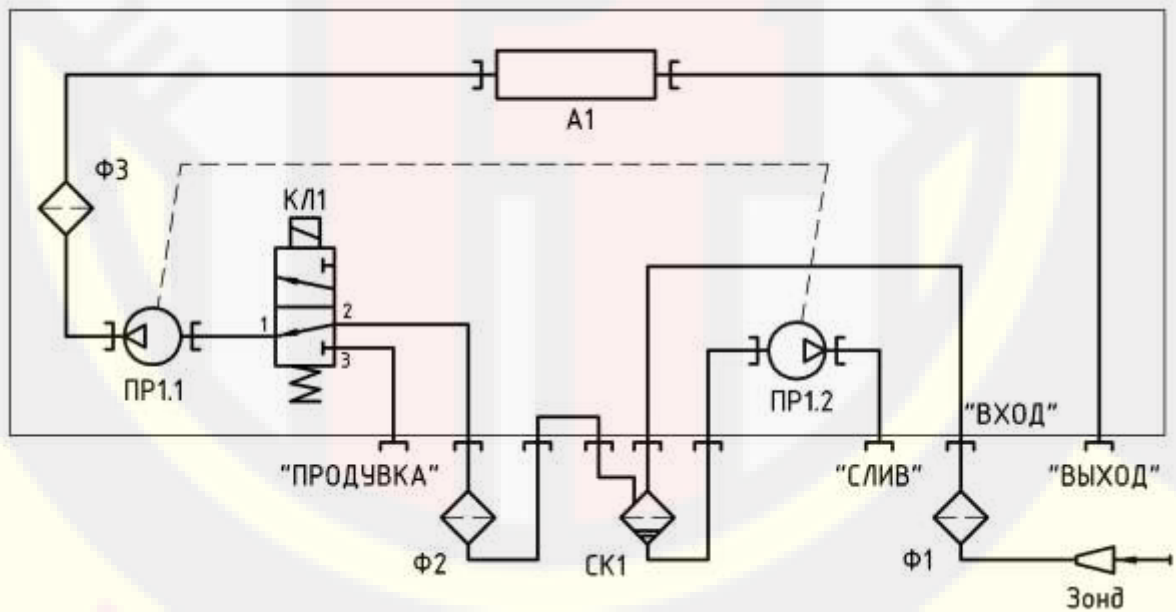 А1
Ф3
КЛ1
1
2
3
ПР1.1
ПР1.2
"ВХОД"
"ПРОДУВКА"
"СЛИВ"
"ВЫХОД"
Ф2
СК1
Ф1
Зонд